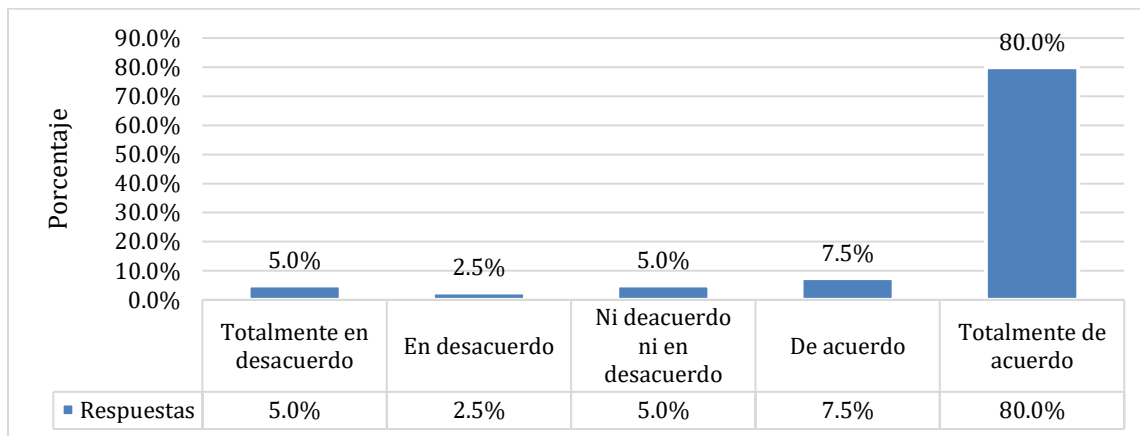 Porcentaje
90.0%
80.0%
70.0%
60.0%
50.0%
40.0%
30.0%
20.0%
10.0%
0.0%
5.0%
2.5%
5.0%
7.5%
80.0%
Totalmente en
desacuerdo
En desacuerdo
Ni deacuerdo
ni en
desacuerdo
De acuerdo
Totalmente de
acuerdo
Respuestas 5.0% 2.5% 5.0% 7.5% 80.0%